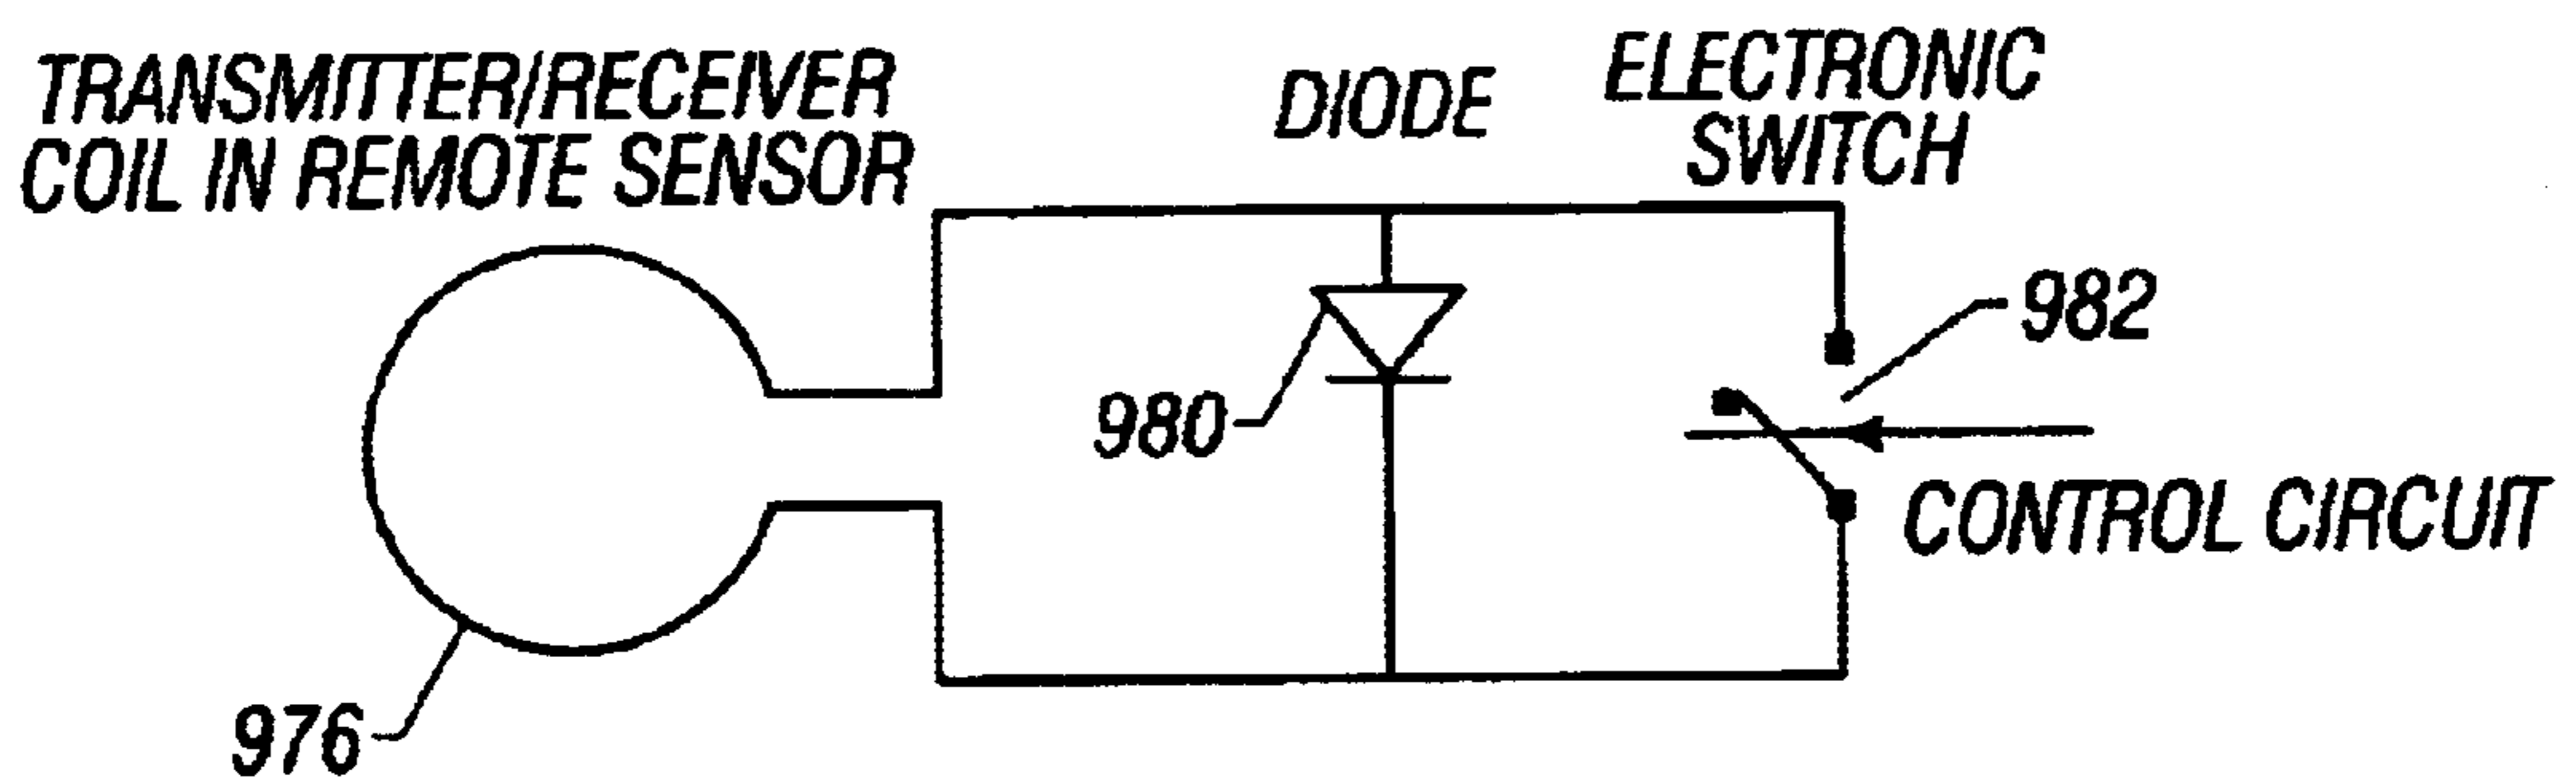 TRANSMITTER/RECEIVER
COIL IN REMOTE SENSOR
DIODE
ELECTRONIC
SWITCH
982
980
CONTROL CIRCUIT
976